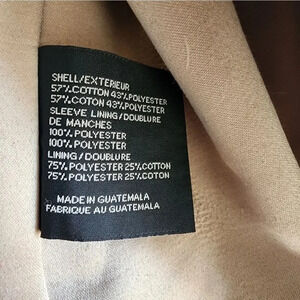 SHELL/EXTERIEUR
57%COTTON 43%POLYESTER
57%COTON 43%POLYESTER
SLEEVE LINING/DOUBLURE
DE MANCHES
100%POLYESTER
100%POLYESTER
LINING/DOUBLURE
75%POLYESTER 25%COTTON
75%POLYESTER 25%COTON
MADE IN GUATEMALA
FABRIQUE AU GUATEMALA